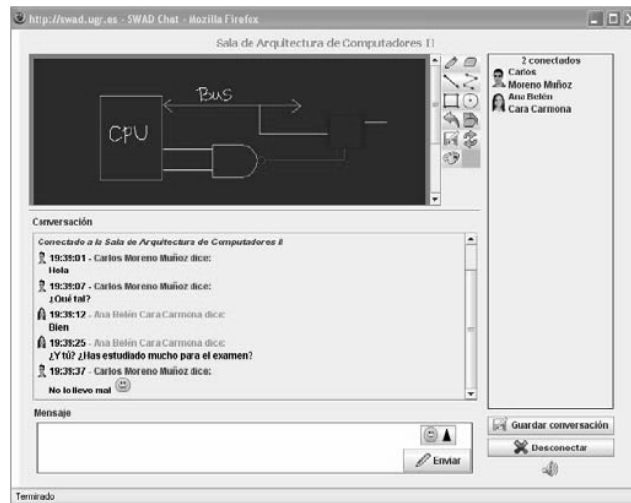 http://swad.ugr.es - SWAD Chat - Mozilla Firefox
Sala de Arquitectura de Computadores II
Bus
CPU
2 conectados
Carlos
Moreno Muñoz
Ana Belén
Cara Carmona
Conversación
Conectado a la Sala de Arquitectura de Computadores II
19:39:01 - Carlos Moreno Muñoz dice:
Hola
19:39:07 - Carlos Moreno Muñoz dice:
¿Qué tal?
19:39:12 - Ana Belén Cara Carmona dice:
Bien
19:39:25 - Ana Belén Cara Carmona dice:
¿Y tú? ¿Has estudiado mucho para el examen?
19:39:37 - Carlos Moreno Muñoz dice:
No lo llevo mal
Mensaje
Enviar
Guardar conversación
Desconectar
Terminado